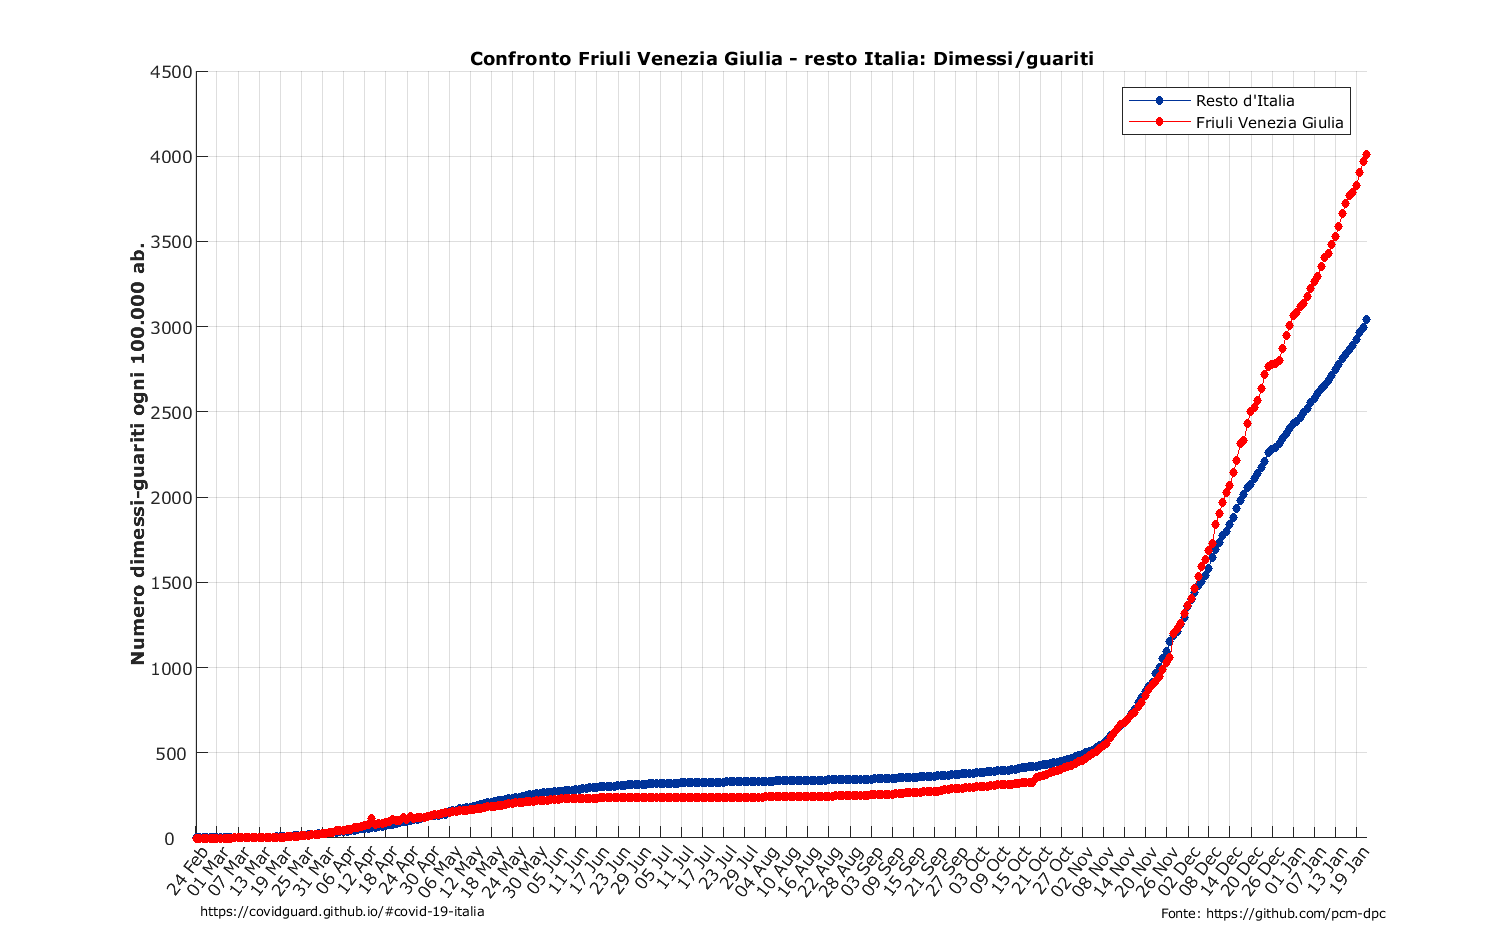 Confronto Friuli Venezia Giulia - resto Italia: Dimessi/guariti
Resto d'Italia
Friuli Venezia Giulia
Numero dimessi-guariti ogni 100.000 ab.
4500
4000
3500
3000
2500
2000
1500
1000
500
0
24 Feb
01 Mar
07 Mar
13 Mar
19 Mar
25 Mar
31 Mar
06 Apr
12 Apr
18 Apr
24 Apr
30 Apr
06 May
12 May
18 May
24 May
30 May
05 Jun
11 Jun
17 Jun
23 Jun
29 Jun
05 Jul
11 Jul
17 Jul
23 Jul
29 Jul
04 Aug
10 Aug
16 Aug
22 Aug
28 Aug
03 Sep
09 Sep
15 Sep
21 Sep
27 Sep
03 Oct
09 Oct
15 Oct
21 Oct
27 Oct
02 Nov
08 Nov
14 Nov
20 Nov
26 Nov
02 Dec
08 Dec
14 Dec
20 Dec
26 Dec
01 Jan
07 Jan
13 Jan
19 Jan
https://covidguard.github.io/#covid-19-italia
Fonte: https://github.com/pcm-dpc